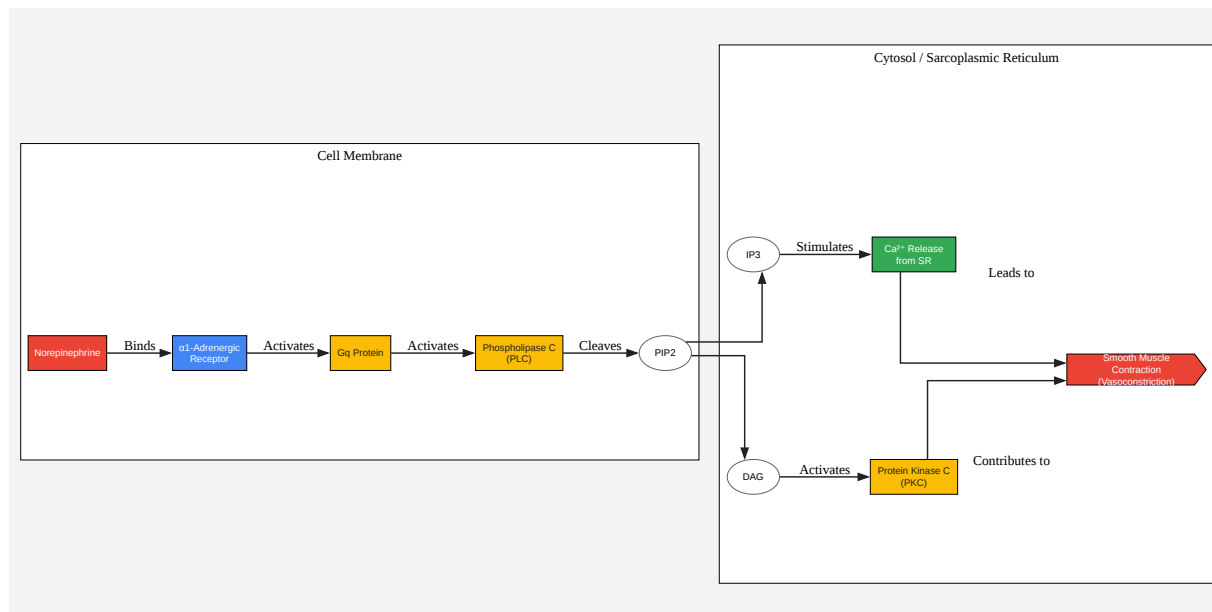 Cytosol / Sarcoplasmic Reticulum
Cell Membrane
Norepinephrine
Binds
α1-Adrenergic
Receptor
Activates
Gq Protein
Activates
Phospholipase C
(PLC)
Cleaves
PIP2
IP3
Stimulates
Ca²⁺ Release
from SR
Leads to
DAG
Activates
Protein Kinase C
(PKC)
Contributes to
Smooth Muscle
Contraction
(Vasoconstriction)